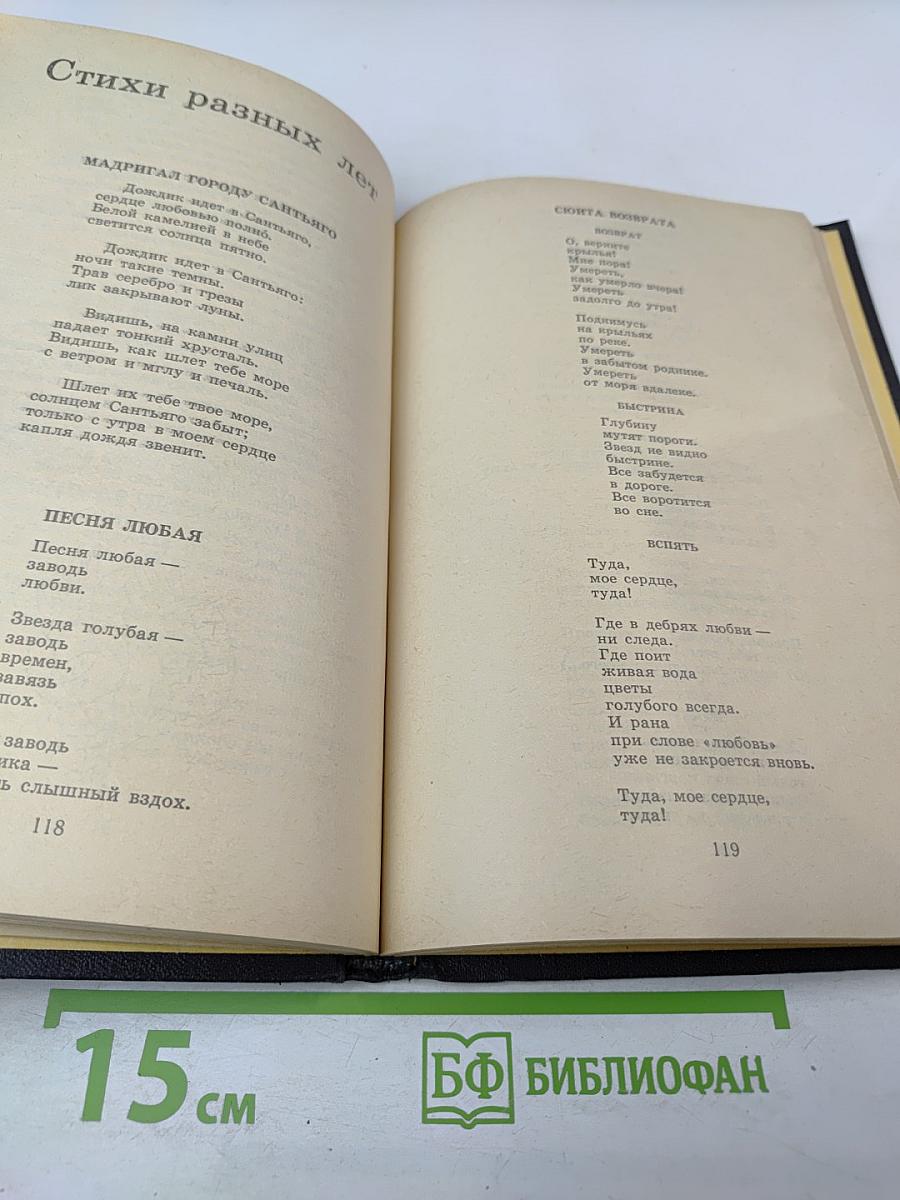 Стихи разных лет
МАДРИГАЛ ГОРОДУ САНТЬЯГО
Дождик идет в Сантьяго,
сердце любовью полно́.
Белой камелией в небе
светится солнца пятно.
Дождик идет в Сантьяго:
ночи такие темны.
Трав серебро и грезы
лик закрывают луны.
Видишь, на камни улиц
падает тонкий хрусталь.
Видишь, как шлет тебе море
с ветром и мглу и печаль.
Шлет их тебе твое море,
солнцем Сантьяго забыт;
только с утра в моем сердце
капля дождя звенит.
ПЕСНЯ ЛЮБАЯ
Песня любая —
заводь
любви.
Звезда голубая —
заводь
времен,
завязь
пох.
заводь
ика —
ь слышный вздох.
118
СЮИТА ВОЗВРАТА
ВОЗВРАТ
О, верните
крылья!
Мне пора!
Умереть,
как умерло вчера!
Умереть
задолго до утра!
Поднимусь
на крыльях
по реке.
Умереть
в забытом роднике.
Умереть
от моря вдалеке.
БЫСТРИНА
Глубину
мутят пороги.
Звезд не видно
быстрине.
Все забудется
в дороге.
Все воротится
во сне.
ВСПЯТЬ
Туда,
мое сердце,
туда!
Где в дебрях любви —
ни следа.
Где поит
живая вода
цветы
голубого всегда.
И рана
при слове «любовь»
уже не закроется вновь.
Туда, мое сердце,
туда!
119
15 см
БФ БИБЛИОФАН